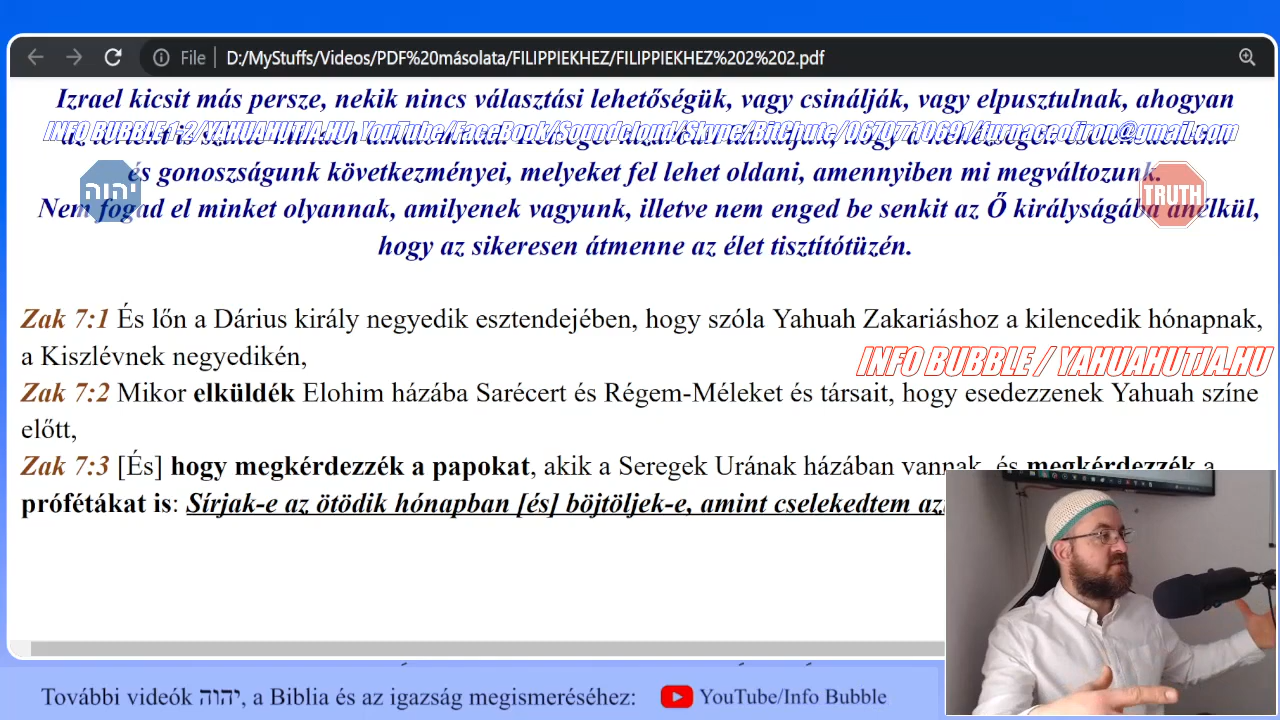 File
D:/MyStuffs/Videos/PDF%20másolata/FILIPPIEKHEZ/FILIPPIEKHEZ%202%202.pdf
Izrael kicsit más persze, nekik nincs választási lehetőségük, vagy csinálják, vagy elpusztulnak, ahogyan
INFO BUBBLE 1-2/YAHUAHUTJA.HU YouTube/FaceBook/Soundcloud/Skype/BitChute/06707710691/furnaceofiron@gmail.com
és gonoszságunk következményei, melyeket fel lehet oldani, amennyiben mi megváltozunk.
יהוה
TRUTH
Nem fogad el minket olyannak, amilyenek vagyunk, illetve nem enged be senkit az Ő királyságába anélkül,
hogy az sikeresen átmenne az élet tisztítótüzén.
Zak 7:1 És lőn a Dárius király negyedik esztendejében, hogy szóla Yahuah Zakariáshoz a kilencedik hónapnak,
a Kiszlévnek negyedikén,
INFO BUBBLE / YAHUAHUTJA.HU
Zak 7:2 Mikor elküldék Elohim házába Sarécert és Régem-Méleket és társait, hogy esedezzenek Yahuah színe
előtt,
Zak 7:3 [És] hogy megkérdezzék a papokat, akik a Seregek Urának házában vannak, és megkérdezzék a
prófétákat is: Sírjak-e az ötödik hónapban [és] böjtöljek-e, amint cselekedtem
További videók יהוה, a Biblia és az igazság megismeréséhez:
YouTube/Info Bubble